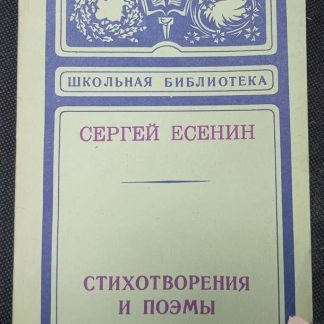 ШКОЛЬНАЯ БИБЛИОТЕКА
СЕРГЕЙ ЕСЕНИН
СТИХОТВОРЕНИЯ
И ПОЭМЫ